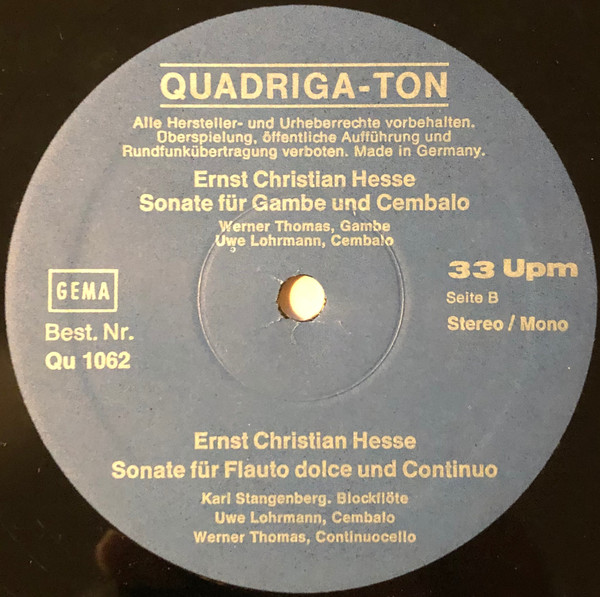 QUADRIGA-TON
Alle Hersteller- und Urheberrechte vorbehalten.
Überspielung, öffentliche Aufführung und
Rundfunkübertragung verboten. Made in Germany.
Ernst Christian Hesse
Sonate für Gambe und Cembalo
Werner Thomas, Gambe
Uwe Lohrmann, Cembalo
GEMA
Best. Nr.
Qu 1062
33 Upm
Seite B
Stereo / Mono
Ernst Christian Hesse
Sonate für Flauto dolce und Continuo
Karl Stangenberg. Blockflöte
Uwe Lohrmann, Cembalo
Werner Thomas, Continuocello